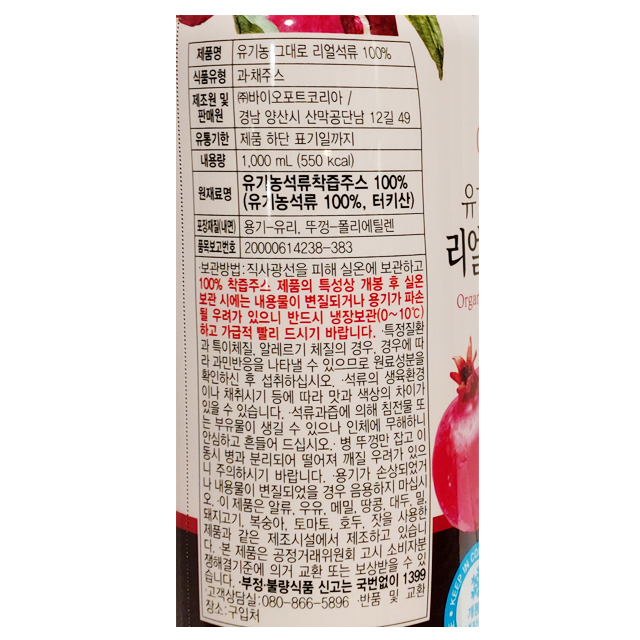 제품명 유기농 그대로 리얼석류 100%
식품유형 과·채주스
제조원 및 판매원 ㈜바이오포트코리아 /
경남 양산시 산막공단남 12길 49
유통기한 제품 하단 표기일까지
내용량 1,000 mL (550 kcal)
원재료명 유기농석류착즙주스 100%
(유기농석류 100%, 터키산)
포장재질(내면) 용기-유리, 뚜껑-폴리에틸렌
품목보고번호 20000614238-383
·보관방법: 직사광선을 피해 실온에 보관하고
100% 착즙주스 제품의 특성상 개봉 후 실온
보관 시에는 내용물이 변질되거나 용기가 파손
될 우려가 있으니 반드시 냉장보관(0~10℃)
하고 가급적 빨리 드시기 바랍니다. ·특정질환
과 특이체질, 알레르기 체질의 경우, 경우에 따
라 과민반응을 나타낼 수 있으므로 원료성분을
확인하신 후 섭취하십시오. ·석류의 생육환경
이나 채취시기 등에 따라 맛과 색상의 차이가
있을 수 있습니다. ·석류과즙에 의해 침전물 또
는 부유물이 생길 수 있으나 인체에 무해하니
안심하고 흔들어 드십시오.· 병 뚜껑만 잡고 이
동시 병과 분리되어 떨어져 깨질 우려가 있으
니 주의하시기 바랍니다. ·용기가 손상되었거
나 내용물이 변질되었을 경우 음용하지 마십시
오. ·이 제품은 알류, 우유, 메밀, 땅콩, 대두, 밀,
돼지고기, 복숭아, 토마토, 호두, 잣을 사용한
제품과 같은 제조시설에서 제조하고 있습니
다. 본 제품은 공정거래위원회 고시 소비자분
쟁해결기준에 의거 교환 또는 보상받을 수 있
습니다. ·부정·불량식품 신고는 국번없이 1399
고객상담실:080-866-5896 ·반품 및 교환
장소:구입처
유기
리얼
Organ
KEEP IN CO
개봉